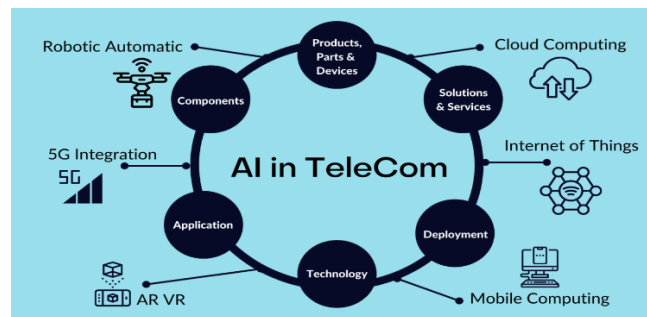 Robotic Automatic
Products,
Parts &
Devices
Cloud Computing
Components
Solutions
& Services
5G Integration
5G
AI in TeleCom
Internet of Things
Application
Deployment
Technology
AR VR
Mobile Computing